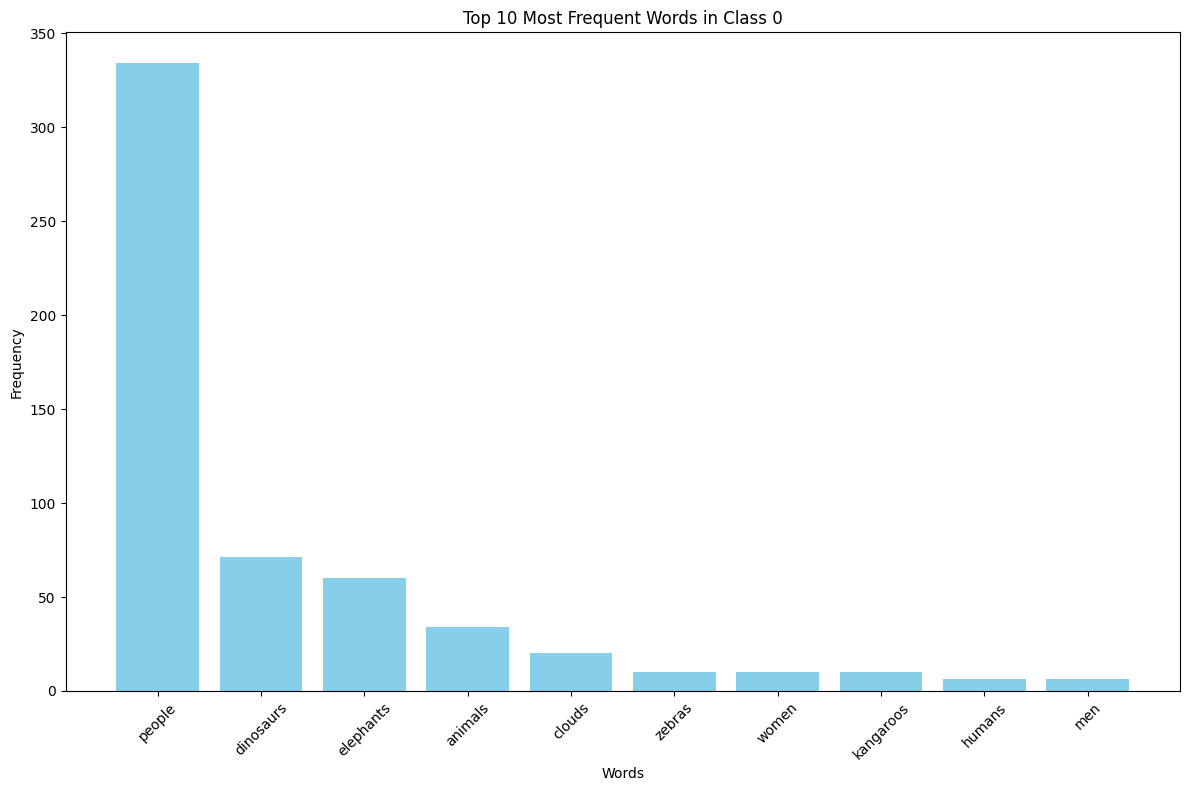 Top 10 Most Frequent Words in Class 0
350
300
250
200
150
100
50
0
Frequency
people
dinosaurs
elephants
animals
clouds
zebras
women
kangaroos
humans
men
Words